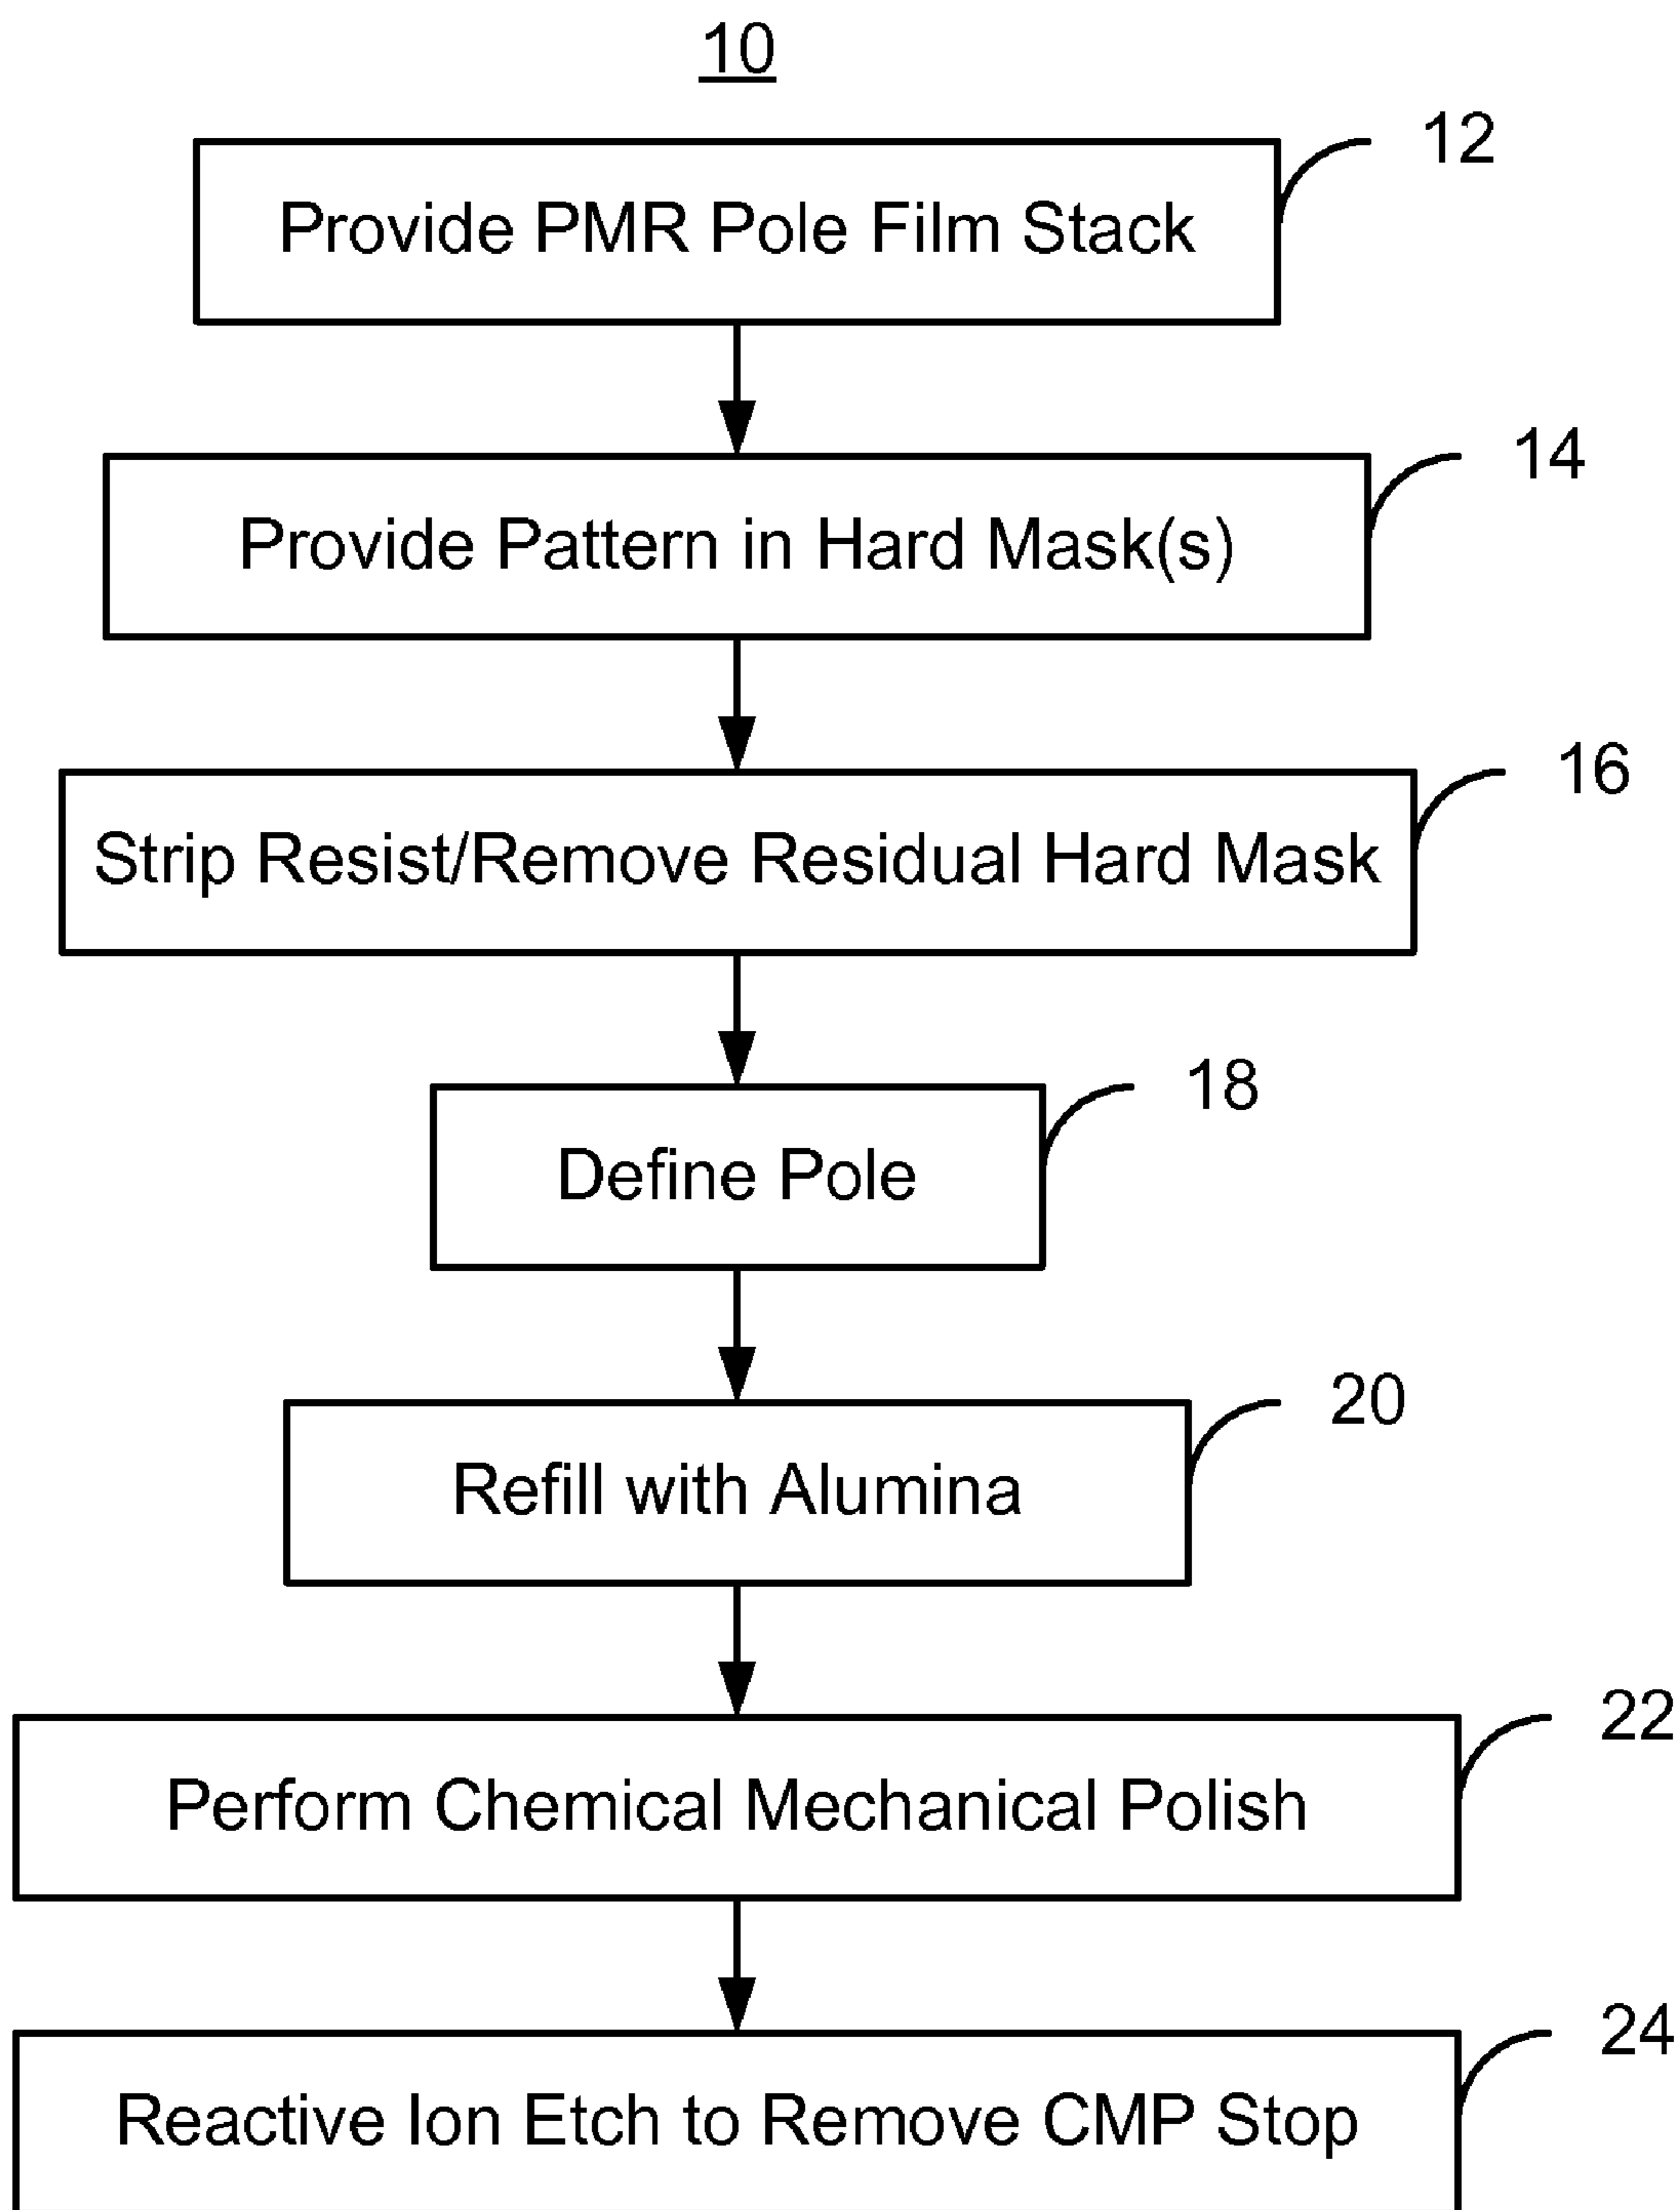 10
12
Provide PMR Pole Film Stack
14
Provide Pattern in Hard Mask(s)
16
Strip Resist/Remove Residual Hard Mask
18
Define Pole
20
Refill with Alumina
22
Perform Chemical Mechanical Polish
24
Reactive Ion Etch to Remove CMP Stop